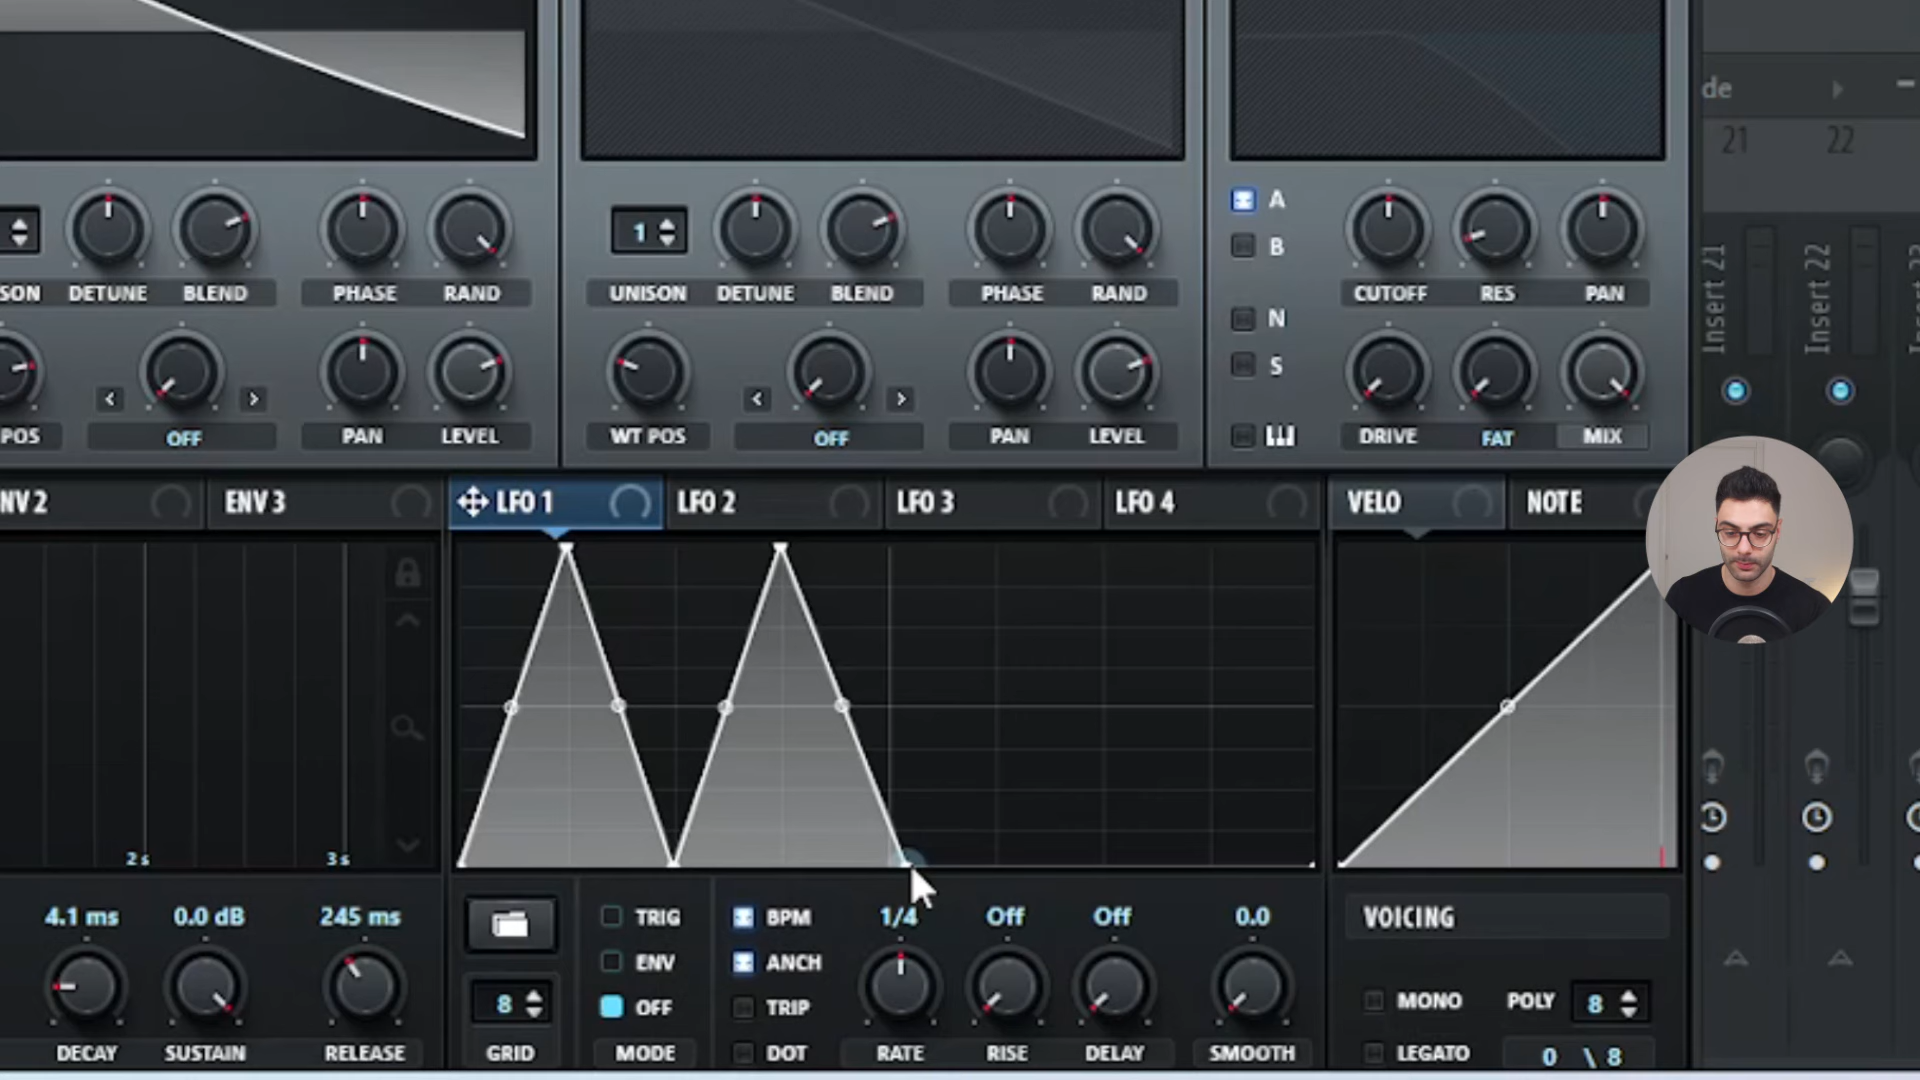 de
21 22
Insert 21
Insert 22
SON DETUNE BLEND PHASE RAND
1
UNISON DETUNE BLEND PHASE RAND
A
B
N
S
CUTOFF RES PAN
POS OFF PAN LEVEL
WT POS OFF PAN LEVEL
DRIVE FAT MIX
NV 2 ENV 3 LFO 1 LFO 2 LFO 3 LFO 4 VELO NOTE
2 s 3 s
4.1 ms 0.0 dB 245 ms
DECAY SUSTAIN RELEASE
8
GRID
TRIG
ENV
OFF
MODE
BPM
ANCH
TRIP
DOT
1/4 Off Off 0.0
RATE RISE DELAY SMOOTH
VOICING
MONO POLY 8
LEGATO 0 \ 8